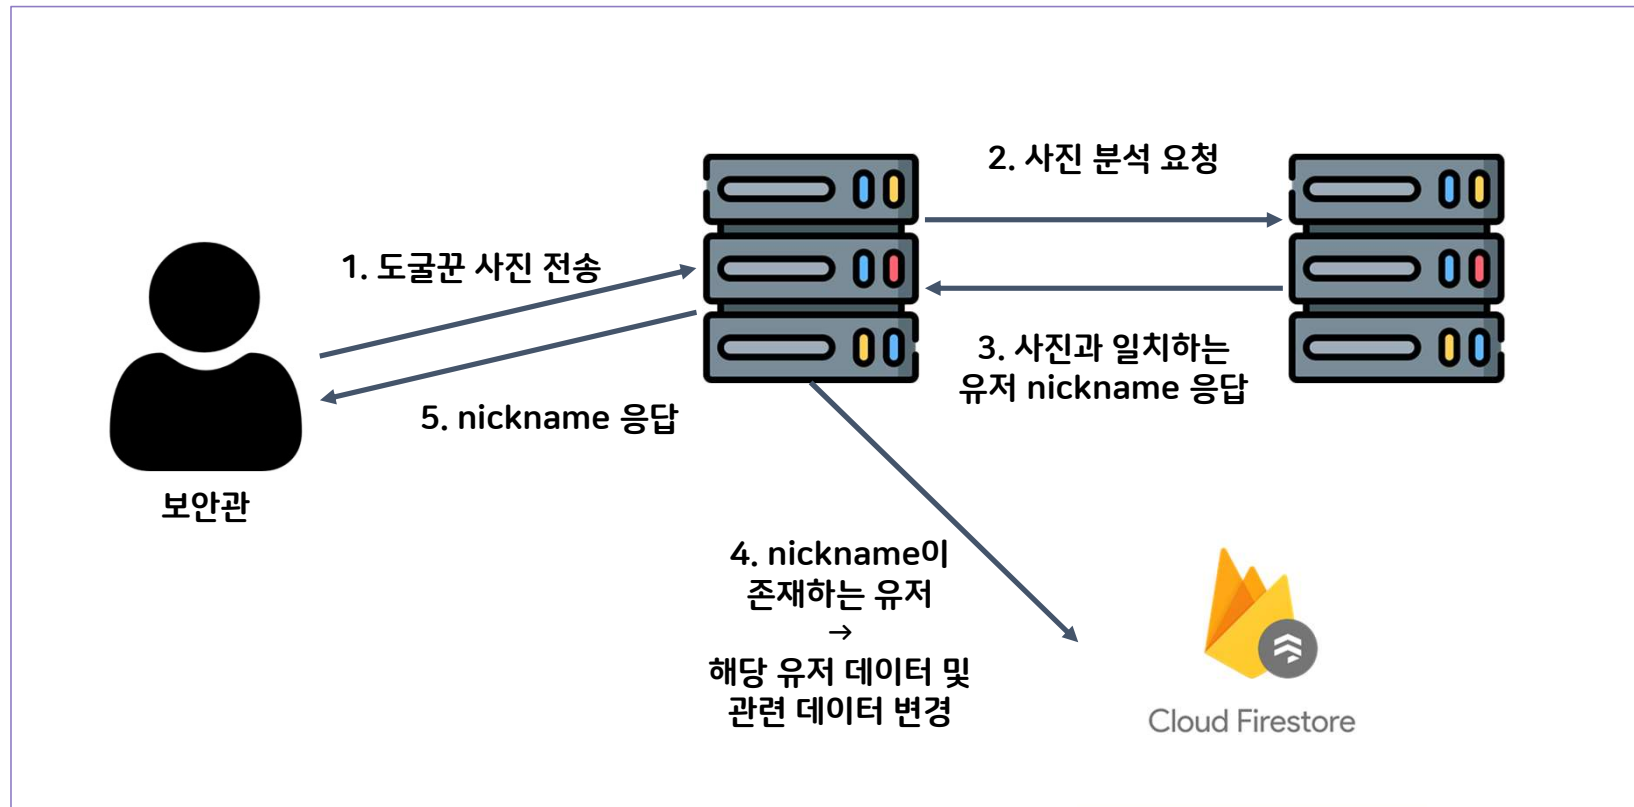 2. 사진 분석 요청
1. 도굴꾼 사진 전송
3. 사진과 일치하는
유저 nickname 응답
5. nickname 응답
보안관
4. nickname이
존재하는 유저
→
해당 유저 데이터 및
관련 데이터 변경
Cloud Firestore